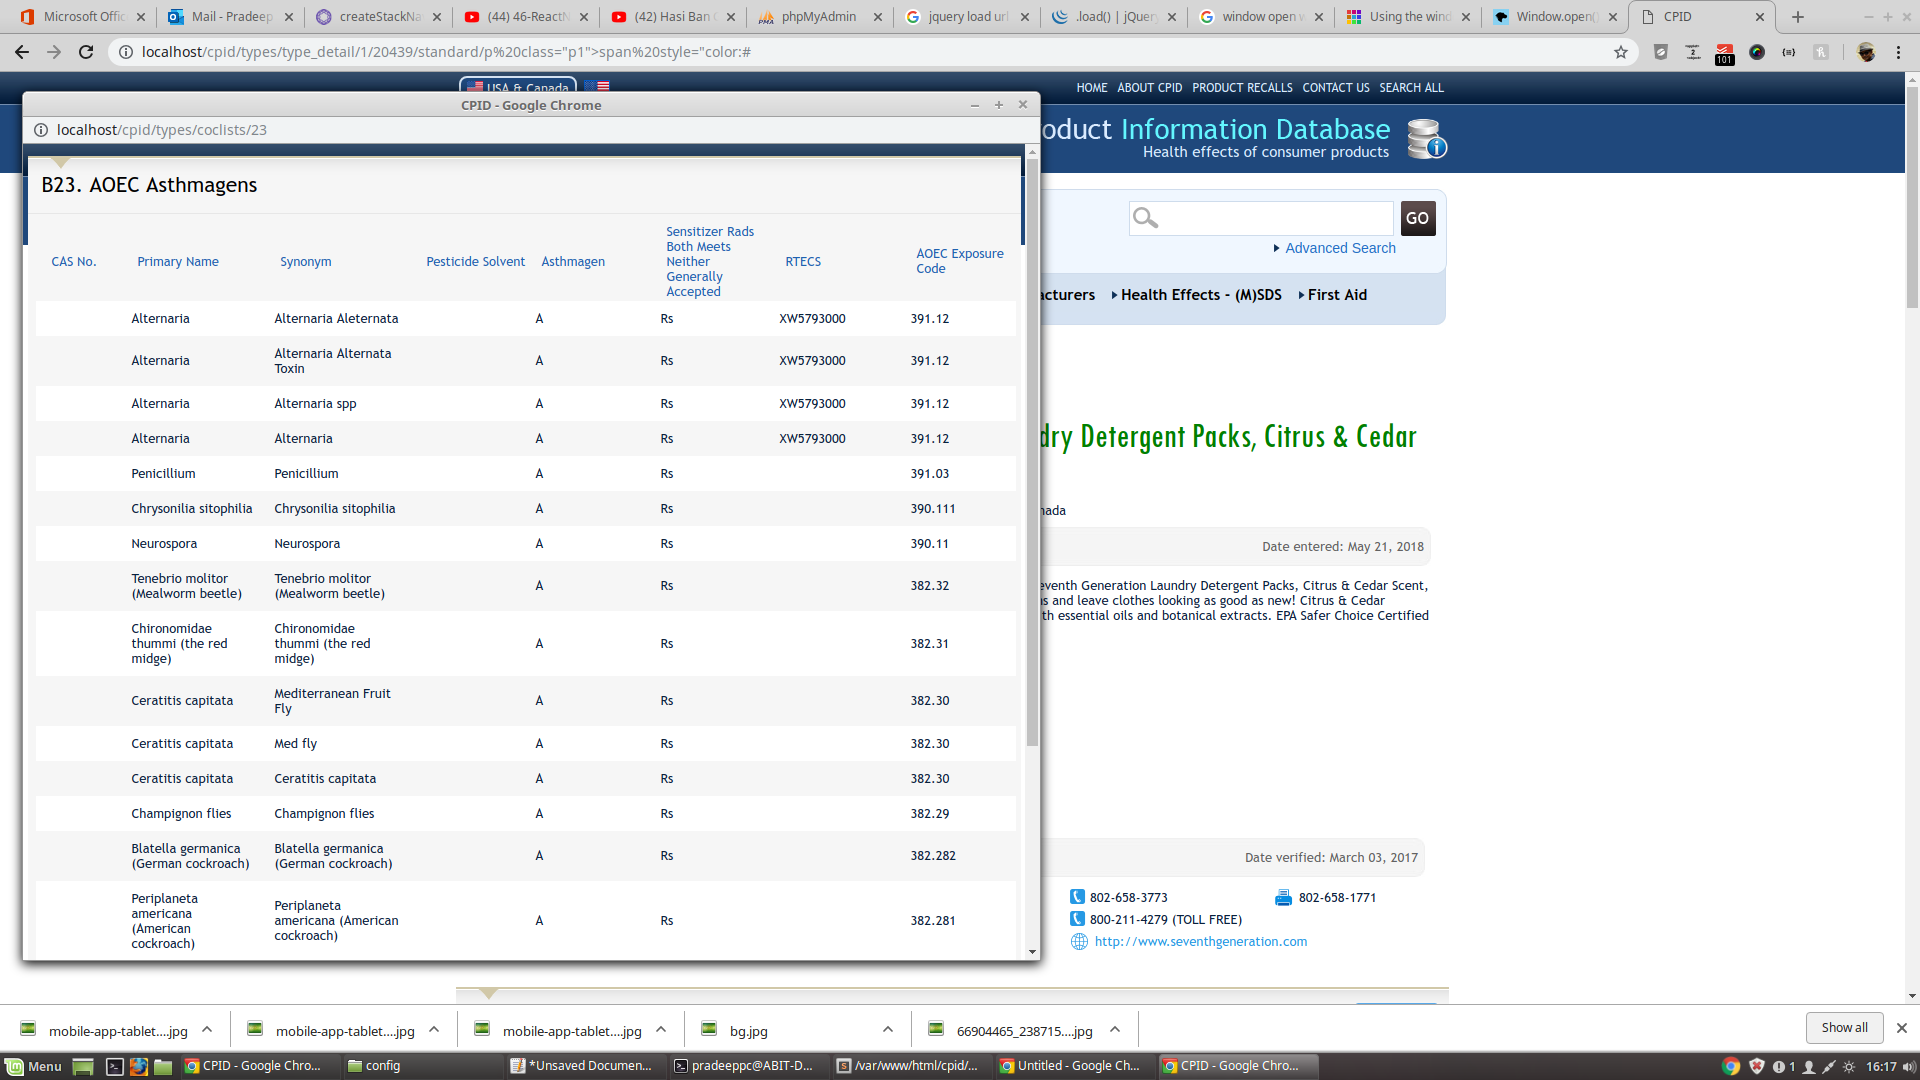 Microsoft Offic
Mail - Pradeep
createStackNa
(44) 46-ReactN
(42) Hasi Ban G
phpMyAdmin
jquery load url
.load() | jQuery
window open w
Using the wind
Window.open()
CPID
localhost/cpid/types/type_detail/1/20439/standard/p%20class="p1">span%20style="color:#
101
USA & Canada
HOME ABOUT CPID PRODUCT RECALLS CONTACT US SEARCH ALL
CPID - Google Chrome
localhost/cpid/types/coclists/23
oduct Information Database
Health effects of consumer products
GO
Advanced Search
acturers Health Effects - (M)SDS First Aid
B23. AOEC Asthmagens
CAS No. Primary Name Synonym Pesticide Solvent Asthmagen Sensitizer Rads Both Meets Neither Generally Accepted RTECS AOEC Exposure Code
Alternaria Alternaria Aleternata A Rs XW5793000 391.12
Alternaria Alternaria Alternata Toxin A Rs XW5793000 391.12
Alternaria Alternaria spp A Rs XW5793000 391.12
Alternaria Alternaria A Rs XW5793000 391.12
Penicillium Penicillium A Rs 391.03
Chrysonilia sitophilia Chrysonilia sitophilia A Rs 390.111
Neurospora Neurospora A Rs 390.11
Tenebrio molitor (Mealworm beetle) Tenebrio molitor (Mealworm beetle) A Rs 382.32
Chironomidae thummi (the red midge) Chironomidae thummi (the red midge) A Rs 382.31
Ceratitis capitata Mediterranean Fruit Fly A Rs 382.30
Ceratitis capitata Med fly A Rs 382.30
Ceratitis capitata Ceratitis capitata A Rs 382.30
Champignon flies Champignon flies A Rs 382.29
Blatella germanica (German cockroach) Blatella germanica (German cockroach) A Rs 382.282
Periplaneta americana (American cockroach) Periplaneta americana (American cockroach) A Rs 382.281
dry Detergent Packs, Citrus & Cedar
nada
Date entered: May 21, 2018
eventh Generation Laundry Detergent Packs, Citrus & Cedar Scent,
and leave clothes looking as good as new! Citrus & Cedar
th essential oils and botanical extracts. EPA Safer Choice Certified
Date verified: March 03, 2017
802-658-3773 802-658-1771
800-211-4279 (TOLL FREE)
http://www.seventhgeneration.com
mobile-app-tablet....jpg
mobile-app-tablet....jpg
mobile-app-tablet....jpg
bg.jpg
66904465_238715....jpg
Show all
Menu
CPID - Google Chro...
config
*Unsaved Documen...
pradeeppc@ABIT-D...
/var/www/html/cpid/...
Untitled - Google Ch...
CPID - Google Chro...
1
16:17